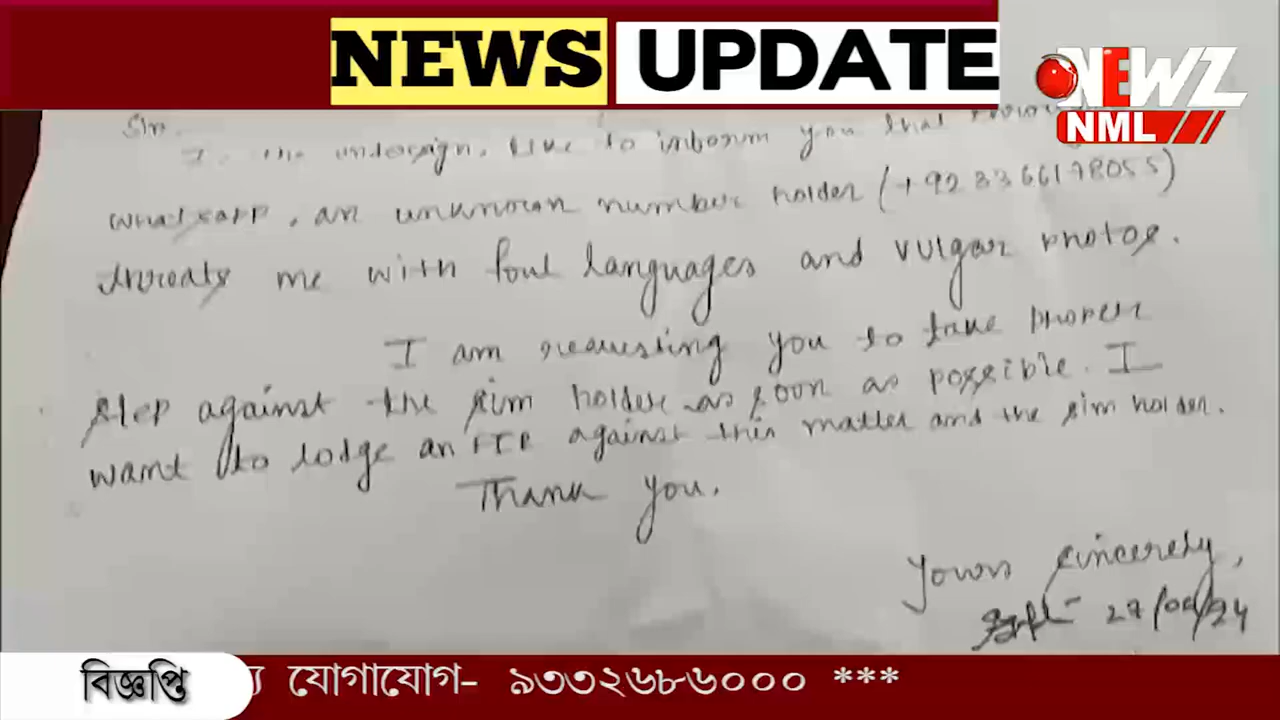 NEWS UPDATE
NEWZ
NML
Sir,
I, the undersign, like to inform you that
whatsapp, an unknown number holder (+92 3366178055)
threats me with foul languages and vulgar photos.
I am requesting you to take proper
step against the sim holder as soon as possible. I
want to lodge an FIR against this matter and the sim holder.
Thank you.
Yours sincerely,
27/06/24
বিজ্ঞপ্তি
্য যোগাযোগ- ৯৩৩২৬৮৬০০০ ***